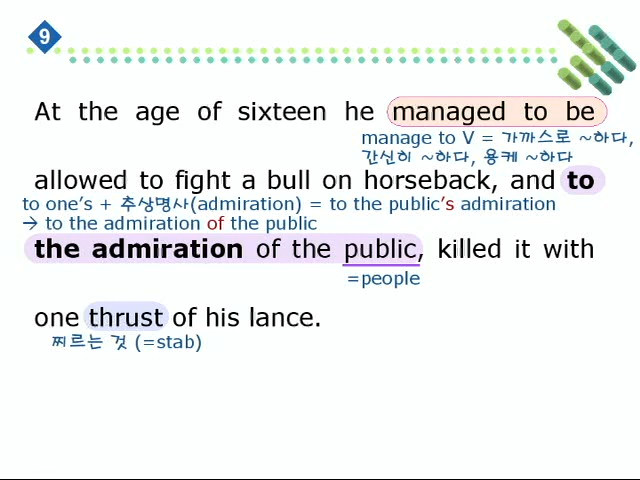 9
At the age of sixteen he managed to be
manage to V = 가까스로 ~하다,
간신히 ~하다, 용케 ~하다
allowed to fight a bull on horseback, and to
to one's + 추상명사(admiration) = to the public's admiration
→ to the admiration of the public
the admiration of the public, killed it with
=people
one thrust of his lance.
찌르는 것 (=stab)